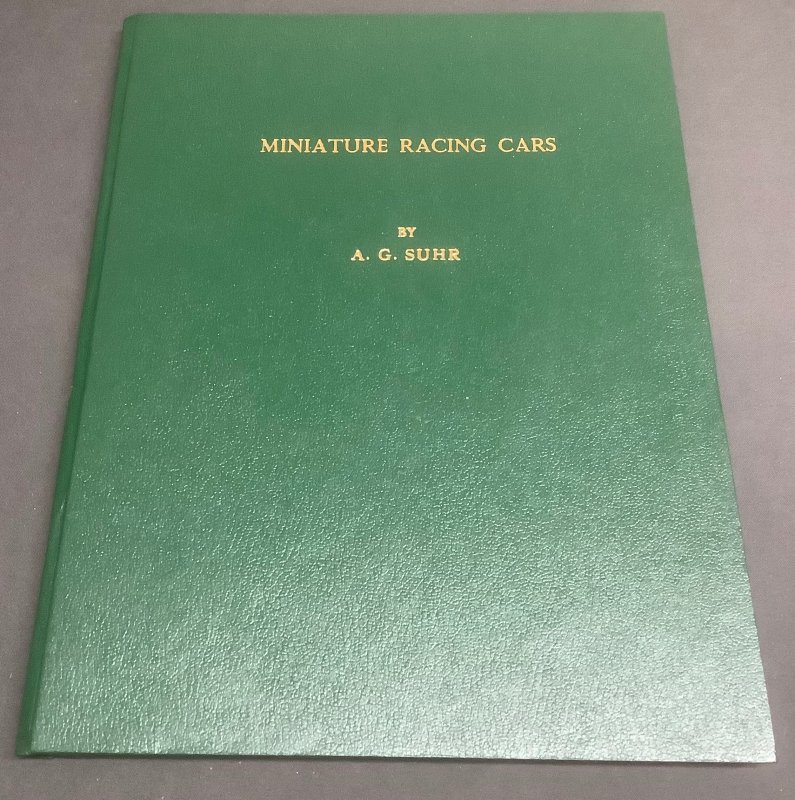 MINIATURE RACING CARS
BY
A. G. SUHR